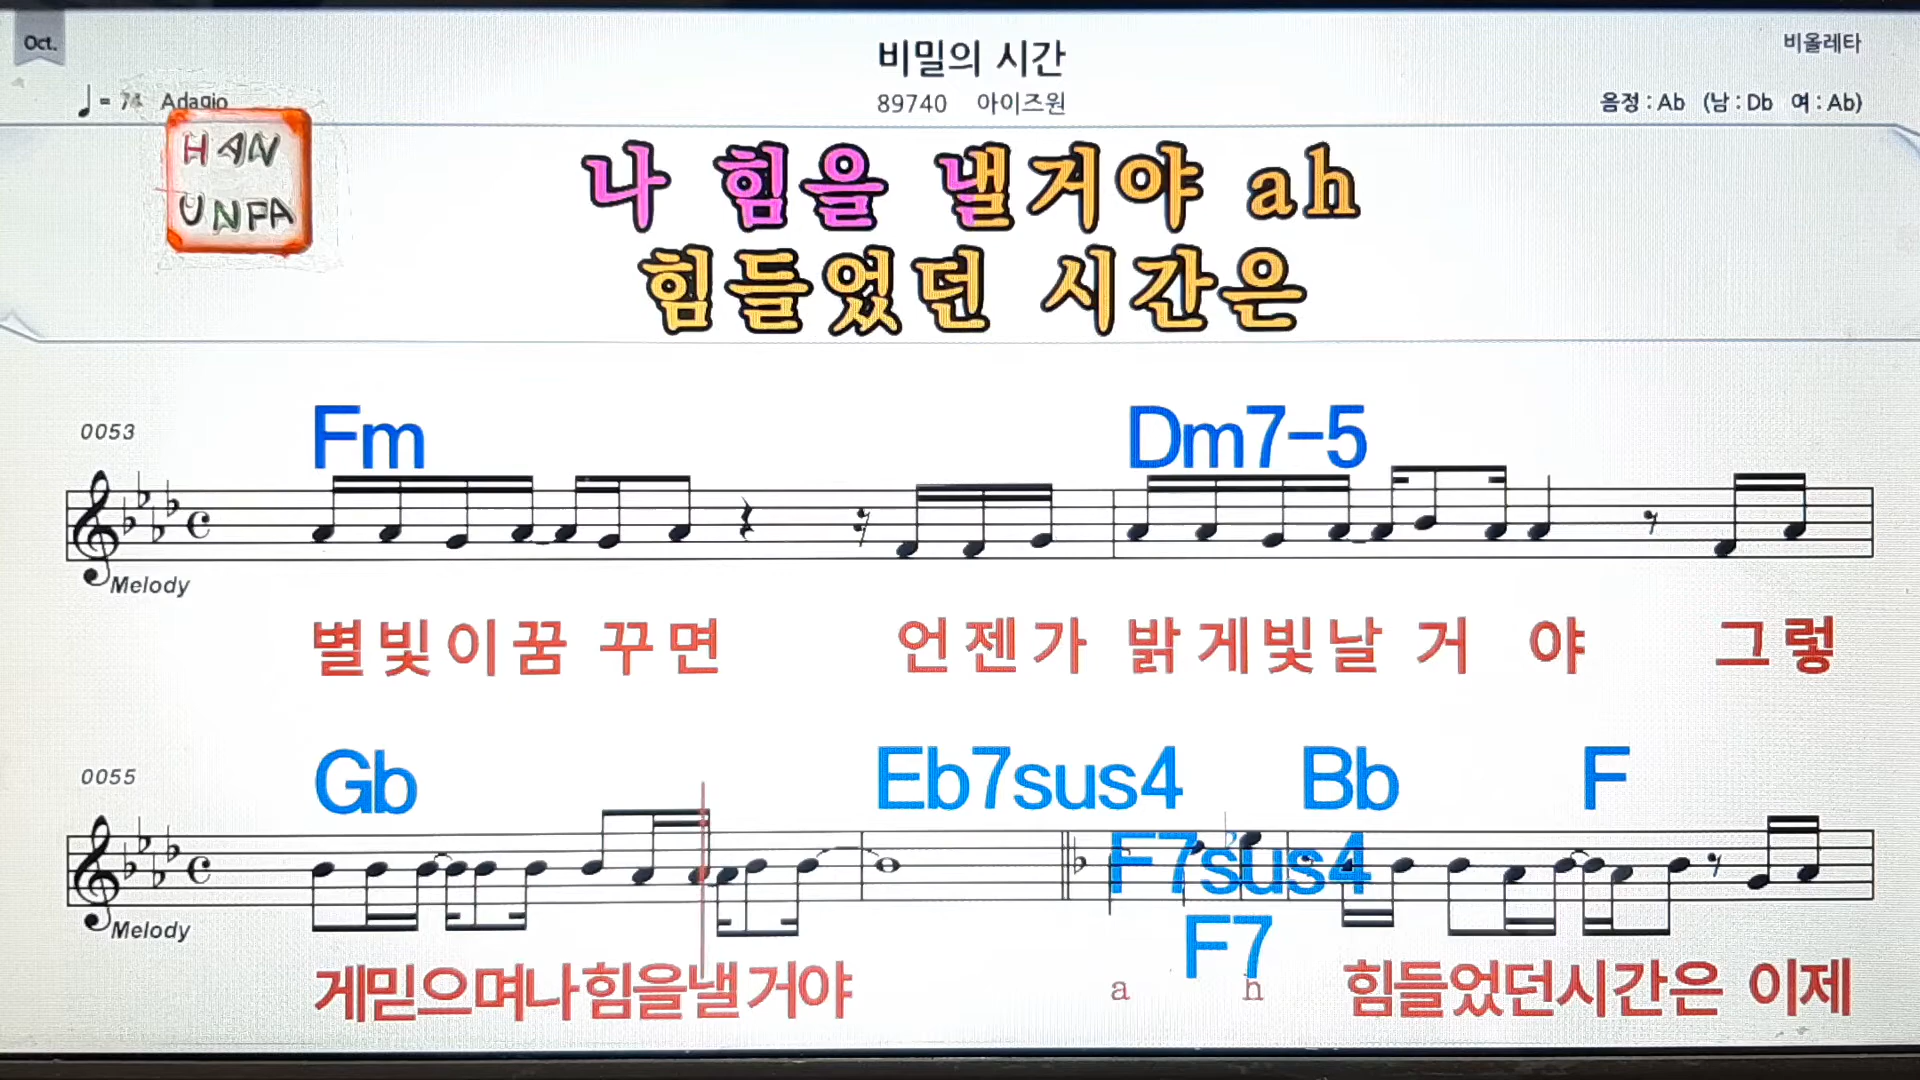 Oct.
비밀의 시간
비올레타
♩ = 74 Adagio
89740 아이즈원
음정 : Ab (남 : Db 여 : Ab)
HAN
UNFA
나 힘을 낼거야 ah
힘들었던 시간은
0053
Fm Dm7-5
Melody
별빛이꿈 꾸면 언젠가 밝게빛날 거 야 그렇
0055
Gb Eb7sus4 Bb F
F7sus4
F7
Melody
게믿으며나힘을낼거야 a h 힘들었던시간은 이제